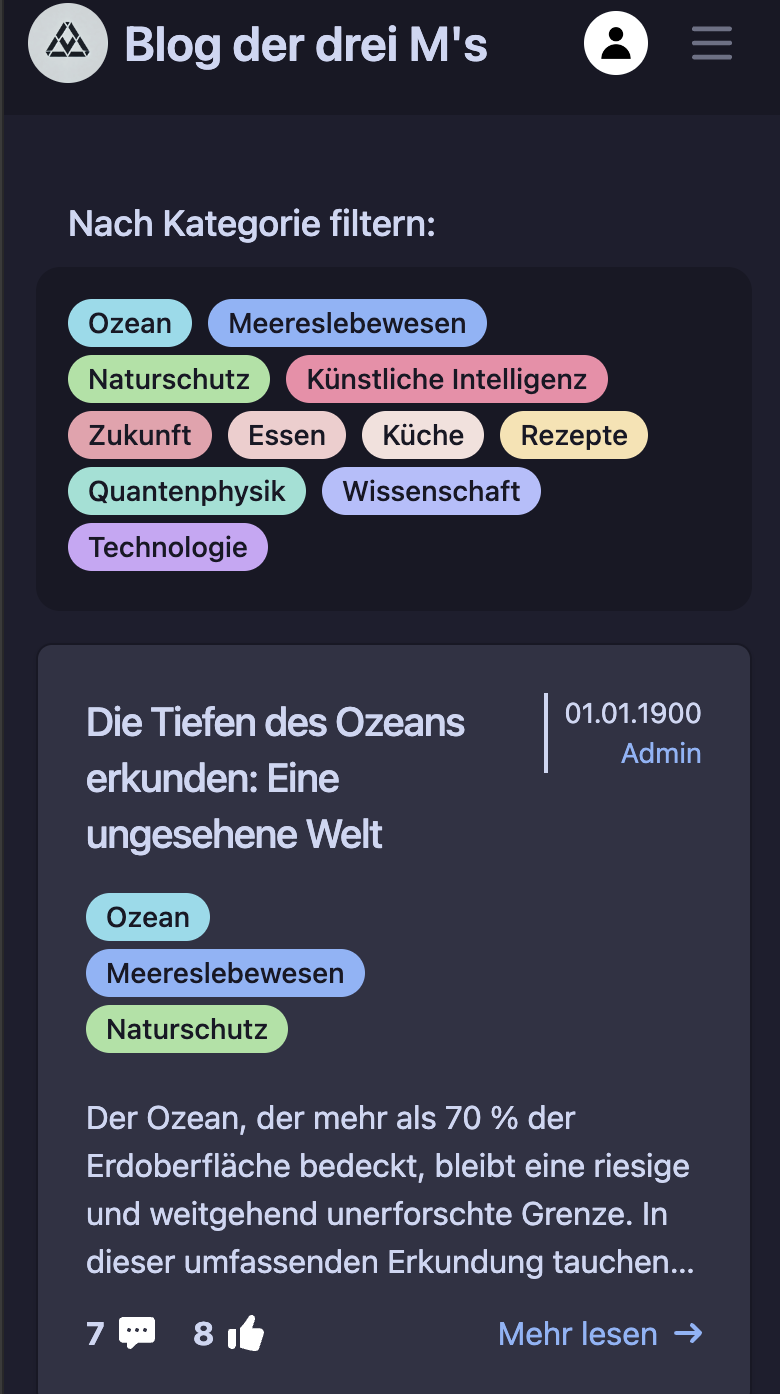 Blog der drei M's
Nach Kategorie filtern:
Ozean Meereslebewesen
Naturschutz Künstliche Intelligenz
Zukunft Essen Küche Rezepte
Quantenphysik Wissenschaft
Technologie
Die Tiefen des Ozeans
erkunden: Eine
ungesehene Welt
01.01.1900
Admin
Ozean
Meereslebewesen
Naturschutz
Der Ozean, der mehr als 70 % der
Erdoberfläche bedeckt, bleibt eine riesige
und weitgehend unerforschte Grenze. In
dieser umfassenden Erkundung tauchen...
7 8 Mehr lesen →